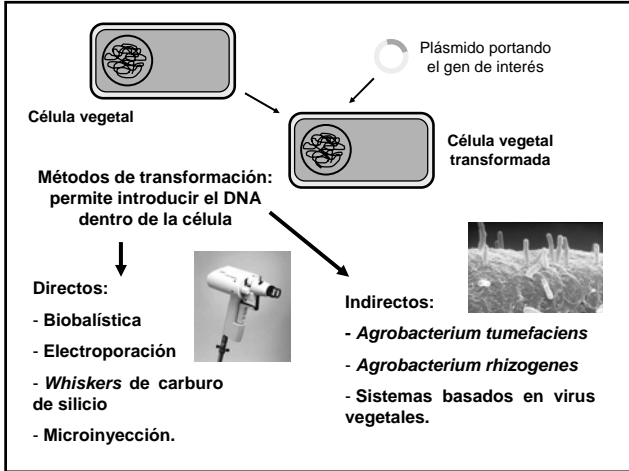 Plásmido portando
el gen de interés
Célula vegetal
Célula vegetal
transformada
Métodos de transformación:
permite introducir el DNA
dentro de la célula
Directos:
- Biobalística
- Electroporación
- Whiskers de carburo
de silicio
- Microinyección.
Indirectos:
- Agrobacterium tumefaciens
- Agrobacterium rhizogenes
- Sistemas basados en virus
vegetales.